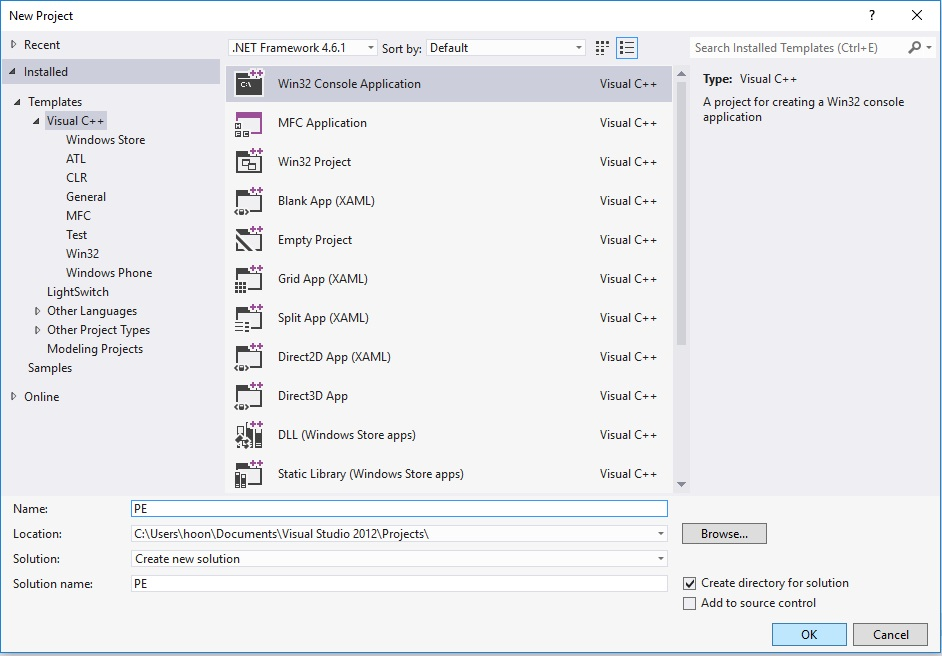 New Project
?
Recent
.NET Framework 4.6.1
Sort by:
Default
Search Installed Templates (Ctrl+E)
Installed
Templates
Visual C++
Windows Store
ATL
CLR
General
MFC
Test
Win32
Windows Phone
LightSwitch
Other Languages
Other Project Types
Modeling Projects
Samples
Online
Win32 Console Application Visual C++
MFC Application Visual C++
Win32 Project Visual C++
Blank App (XAML) Visual C++
Empty Project Visual C++
Grid App (XAML) Visual C++
Split App (XAML) Visual C++
Direct2D App (XAML) Visual C++
Direct3D App Visual C++
DLL (Windows Store apps) Visual C++
Static Library (Windows Store apps) Visual C++
Type: Visual C++
A project for creating a Win32 console
application
Name: PE
Location: C:\Users\hoon\Documents\Visual Studio 2012\Projects\
Browse...
Solution: Create new solution
Solution name: PE
Create directory for solution
Add to source control
OK
Cancel